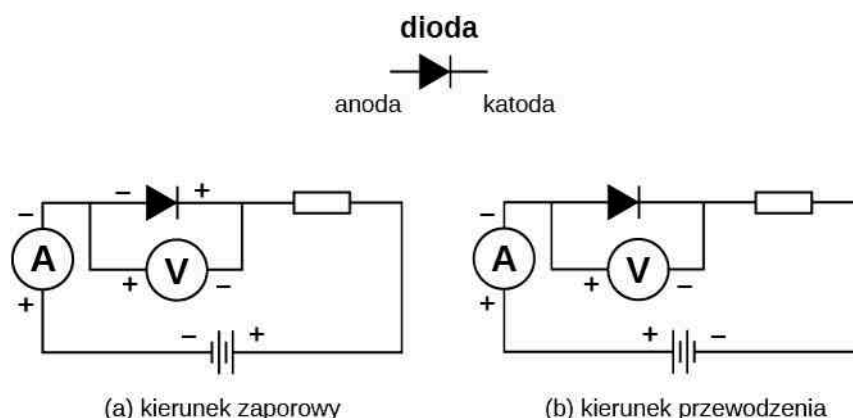 dioda
anoda katoda
– + –
A V + –
+
– +
(a) kierunek zaporowy
–
A V + –
+
+ –
(b) kierunek przewodzenia